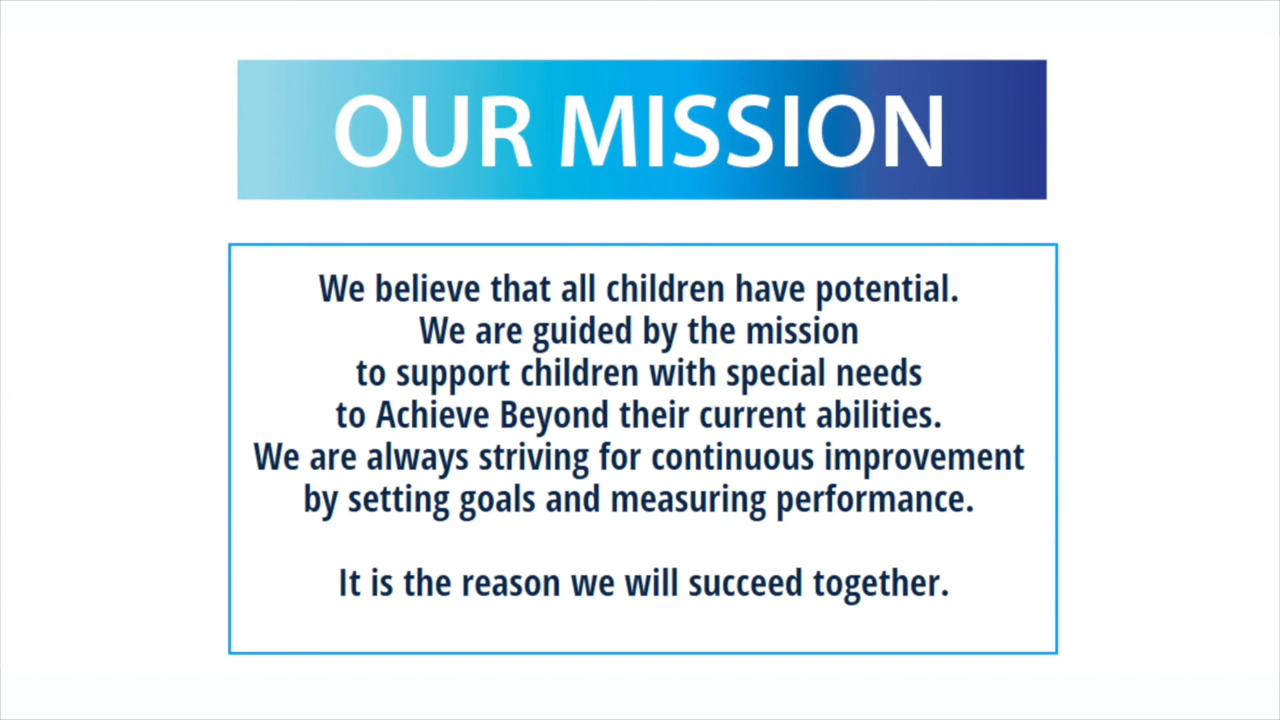 OUR MISSION
We believe that all children have potential.
We are guided by the mission
to support children with special needs
to Achieve Beyond their current abilities.
We are always striving for continuous improvement
by setting goals and measuring performance.
It is the reason we will succeed together.